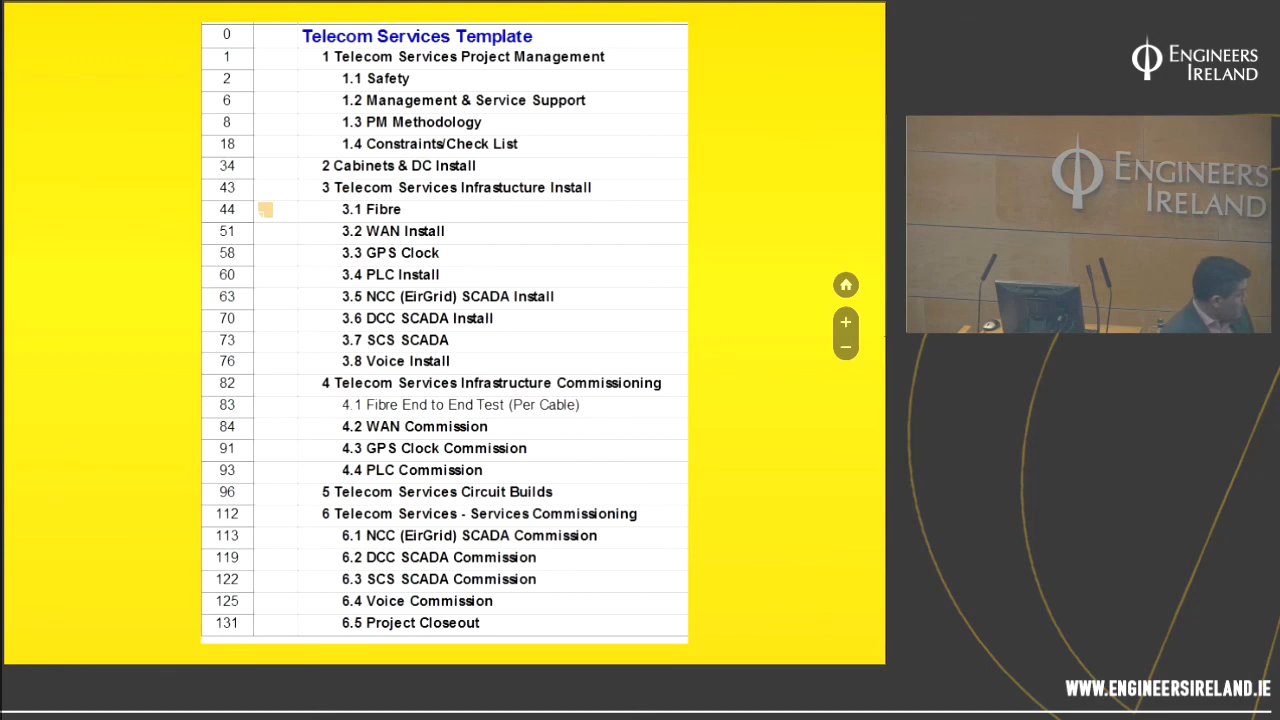 0 Telecom Services Template
1 1 Telecom Services Project Management
2 1.1 Safety
6 1.2 Management & Service Support
8 1.3 PM Methodology
18 1.4 Constraints/Check List
34 2 Cabinets & DC Install
43 3 Telecom Services Infrastucture Install
44 3.1 Fibre
51 3.2 WAN Install
58 3.3 GPS Clock
60 3.4 PLC Install
63 3.5 NCC (EirGrid) SCADA Install
70 3.6 DCC SCADA Install
73 3.7 SCS SCADA
76 3.8 Voice Install
82 4 Telecom Services Infrastructure Commissioning
83 4.1 Fibre End to End Test (Per Cable)
84 4.2 WAN Commission
91 4.3 GPS Clock Commission
93 4.4 PLC Commission
96 5 Telecom Services Circuit Builds
112 6 Telecom Services - Services Commissioning
113 6.1 NCC (EirGrid) SCADA Commission
119 6.2 DCC SCADA Commission
122 6.3 SCS SCADA Commission
125 6.4 Voice Commission
131 6.5 Project Closeout
ENGINEERS
IRELAND
ENGINEERS
IRELAND
WWW.ENGINEERSIRELAND.IE